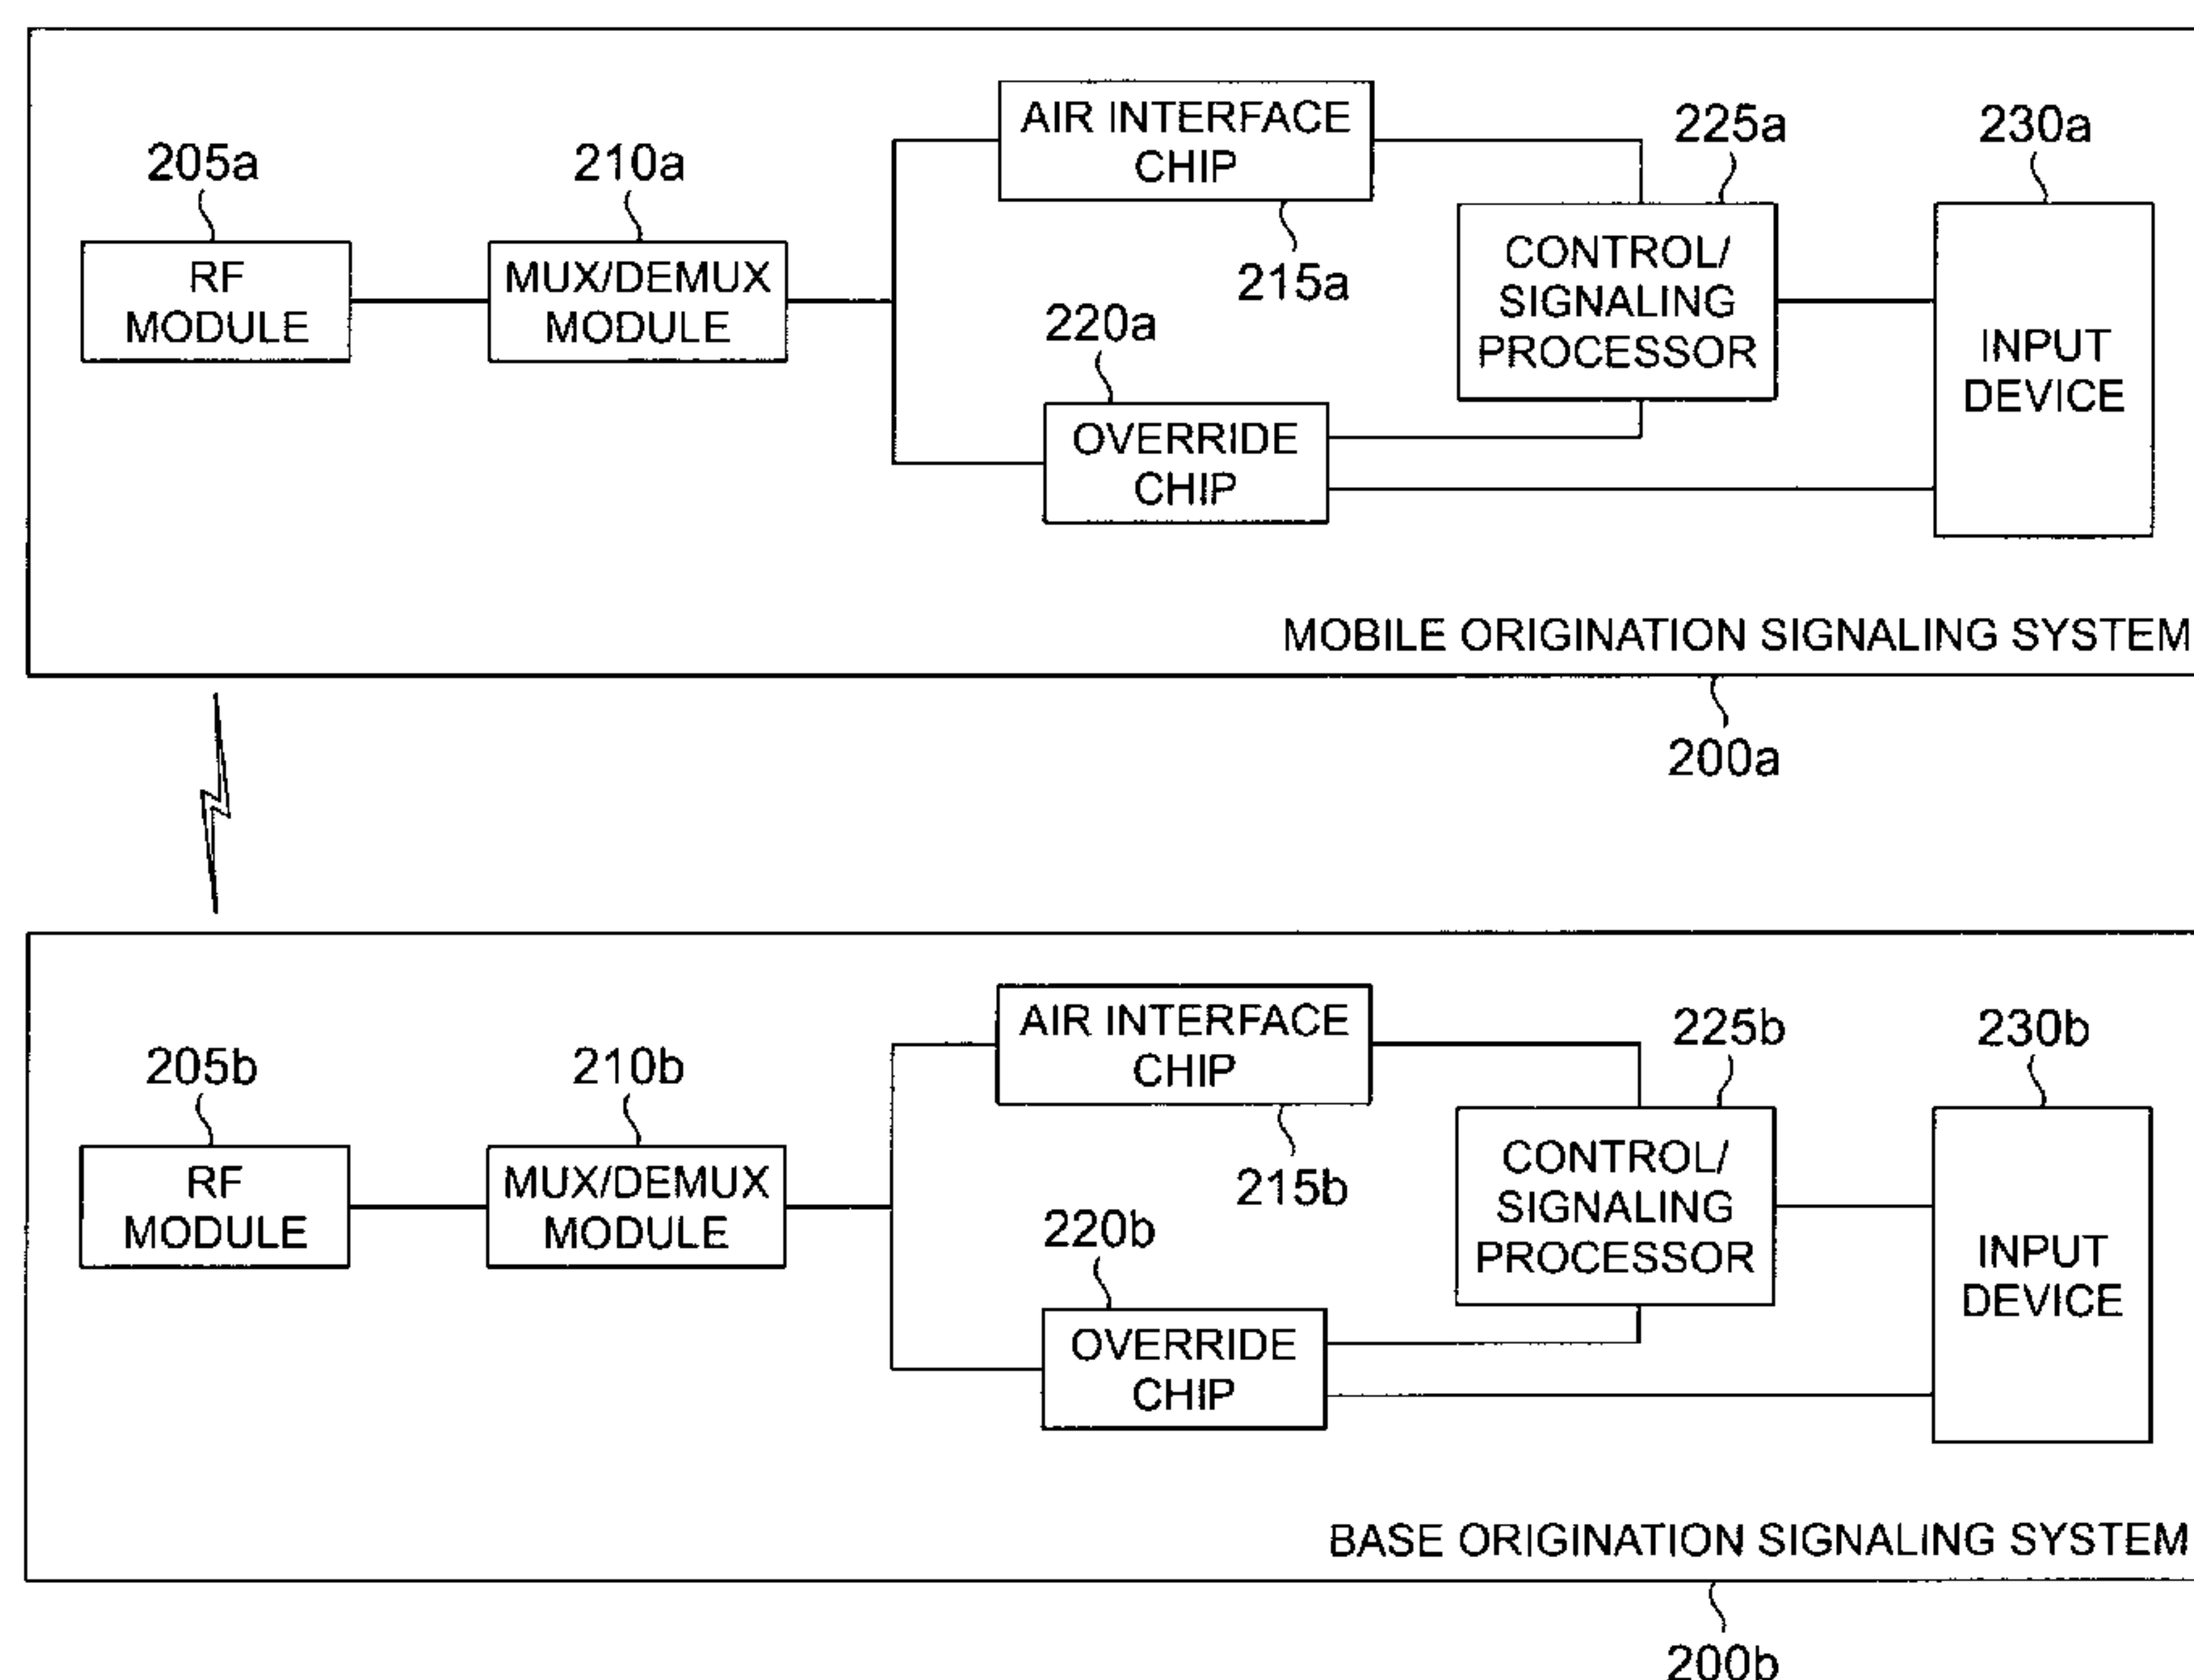 AIR INTERFACE
CHIP
225a
230a
205a
210a
RF
MODULE
MUX/DEMUX
MODULE
215a
220a
CONTROL/
SIGNALING
PROCESSOR
INPUT
DEVICE
OVERRIDE
CHIP
MOBILE ORIGINATION SIGNALING SYSTEM
200a
AIR INTERFACE
CHIP
225b
230b
205b
210b
RF
MODULE
MUX/DEMUX
MODULE
215b
220b
CONTROL/
SIGNALING
PROCESSOR
INPUT
DEVICE
OVERRIDE
CHIP
BASE ORIGINATION SIGNALING SYSTEM
200b